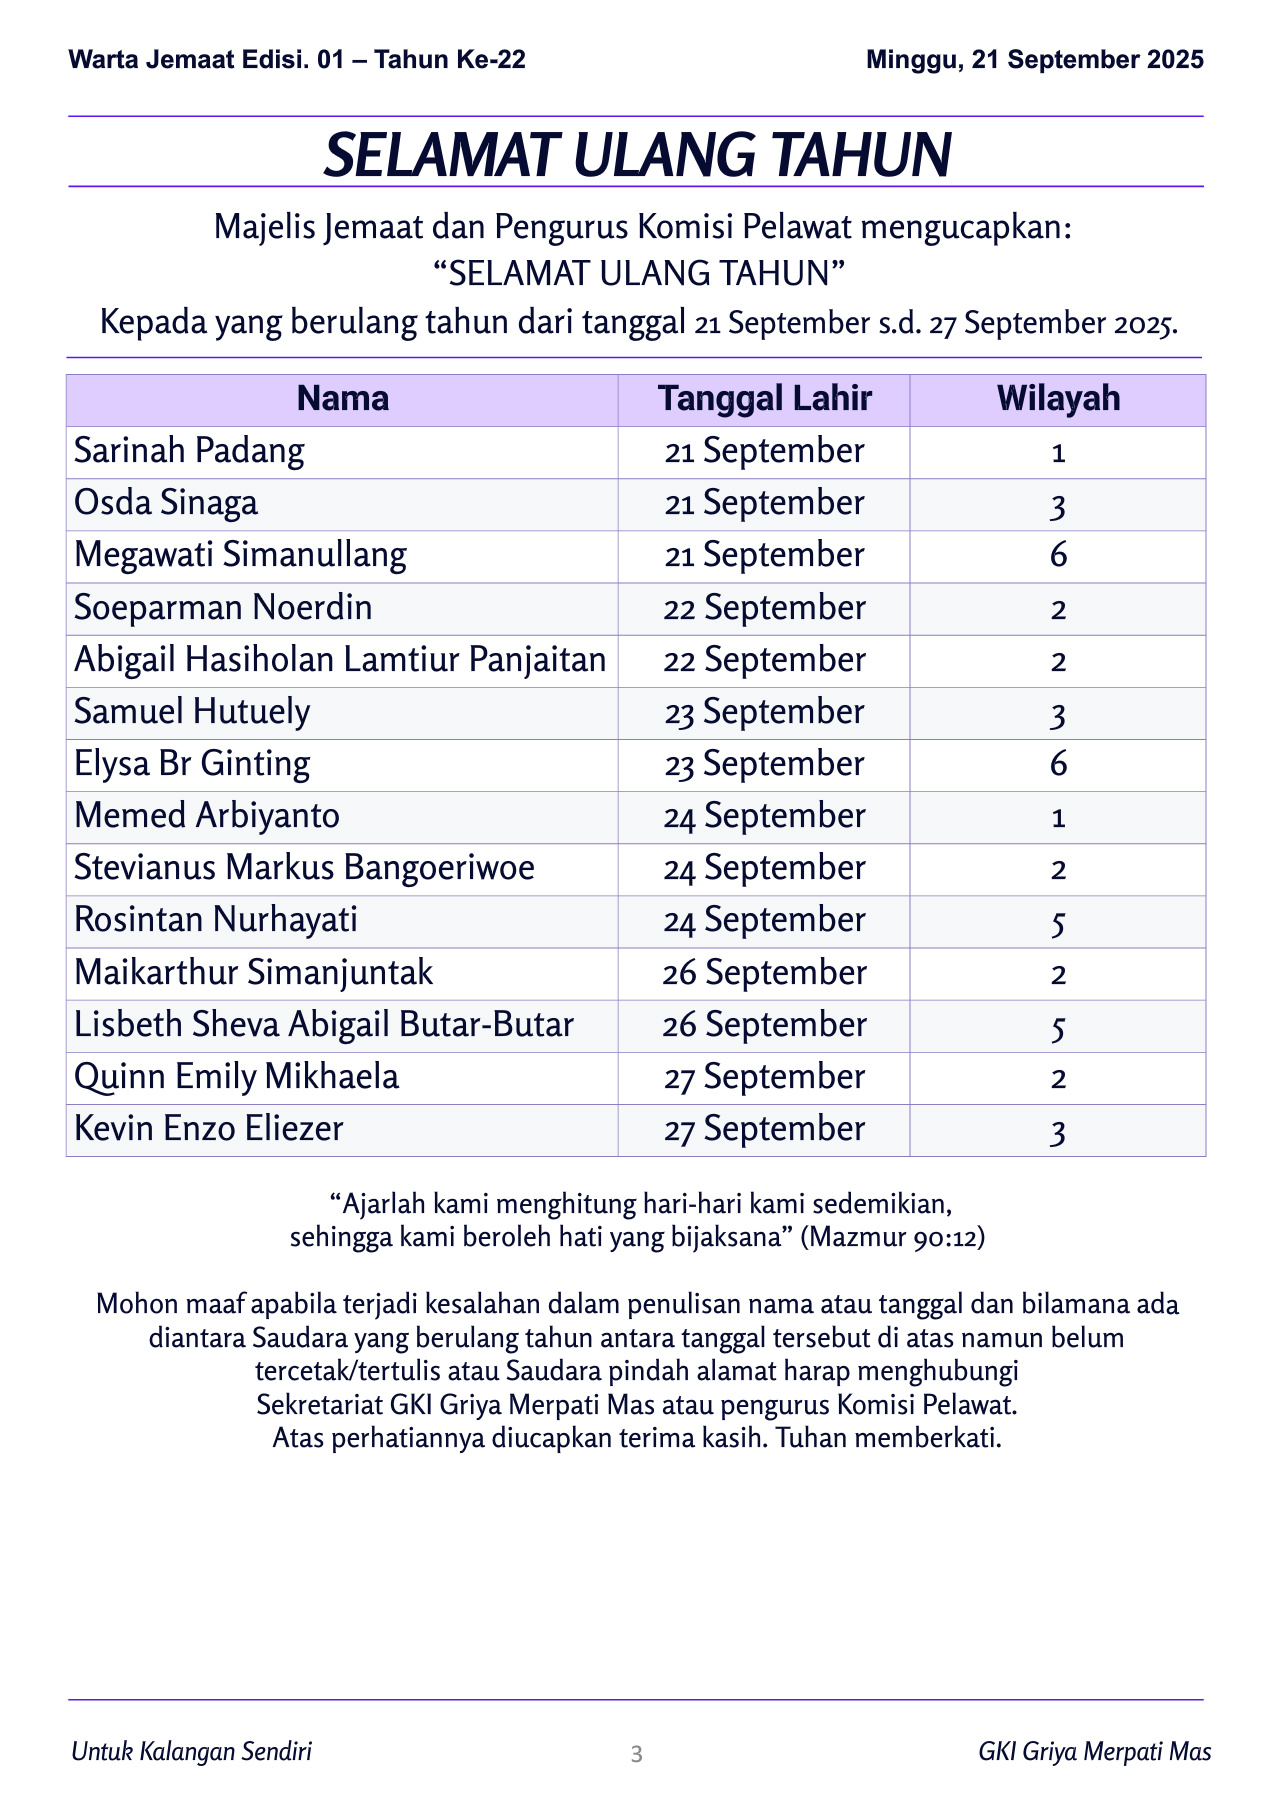 Warta Jemaat Edisi. 01 – Tahun Ke-22 Minggu, 21 September 2025
SELAMAT ULANG TAHUN
Majelis Jemaat dan Pengurus Komisi Pelawat mengucapkan:
“SELAMAT ULANG TAHUN”
Kepada yang berulang tahun dari tanggal 21 September s.d. 27 September 2025.
Nama Tanggal Lahir Wilayah
Sarinah Padang 21 September 1
Osda Sinaga 21 September 3
Megawati Simanullang 21 September 6
Soeparman Noerdin 22 September 2
Abigail Hasiholan Lamtiur Panjaitan 22 September 2
Samuel Hutuely 23 September 3
Elysa Br Ginting 23 September 6
Memed Arbiyanto 24 September 1
Stevianus Markus Bangoeriwoe 24 September 2
Rosintan Nurhayati 24 September 5
Maikarthur Simanjuntak 26 September 2
Lisbeth Sheva Abigail Butar-Butar 26 September 5
Quinn Emily Mikhaela 27 September 2
Kevin Enzo Eliezer 27 September 3
“Ajarlah kami menghitung hari-hari kami sedemikian,
sehingga kami beroleh hati yang bijaksana” (Mazmur 90:12)
Mohon maaf apabila terjadi kesalahan dalam penulisan nama atau tanggal dan bilamana ada
diantara Saudara yang berulang tahun antara tanggal tersebut di atas namun belum
tercetak/tertulis atau Saudara pindah alamat harap menghubungi
Sekretariat GKI Griya Merpati Mas atau pengurus Komisi Pelawat.
Atas perhatiannya diucapkan terima kasih. Tuhan memberkati.
Untuk Kalangan Sendiri 3 GKI Griya Merpati Mas